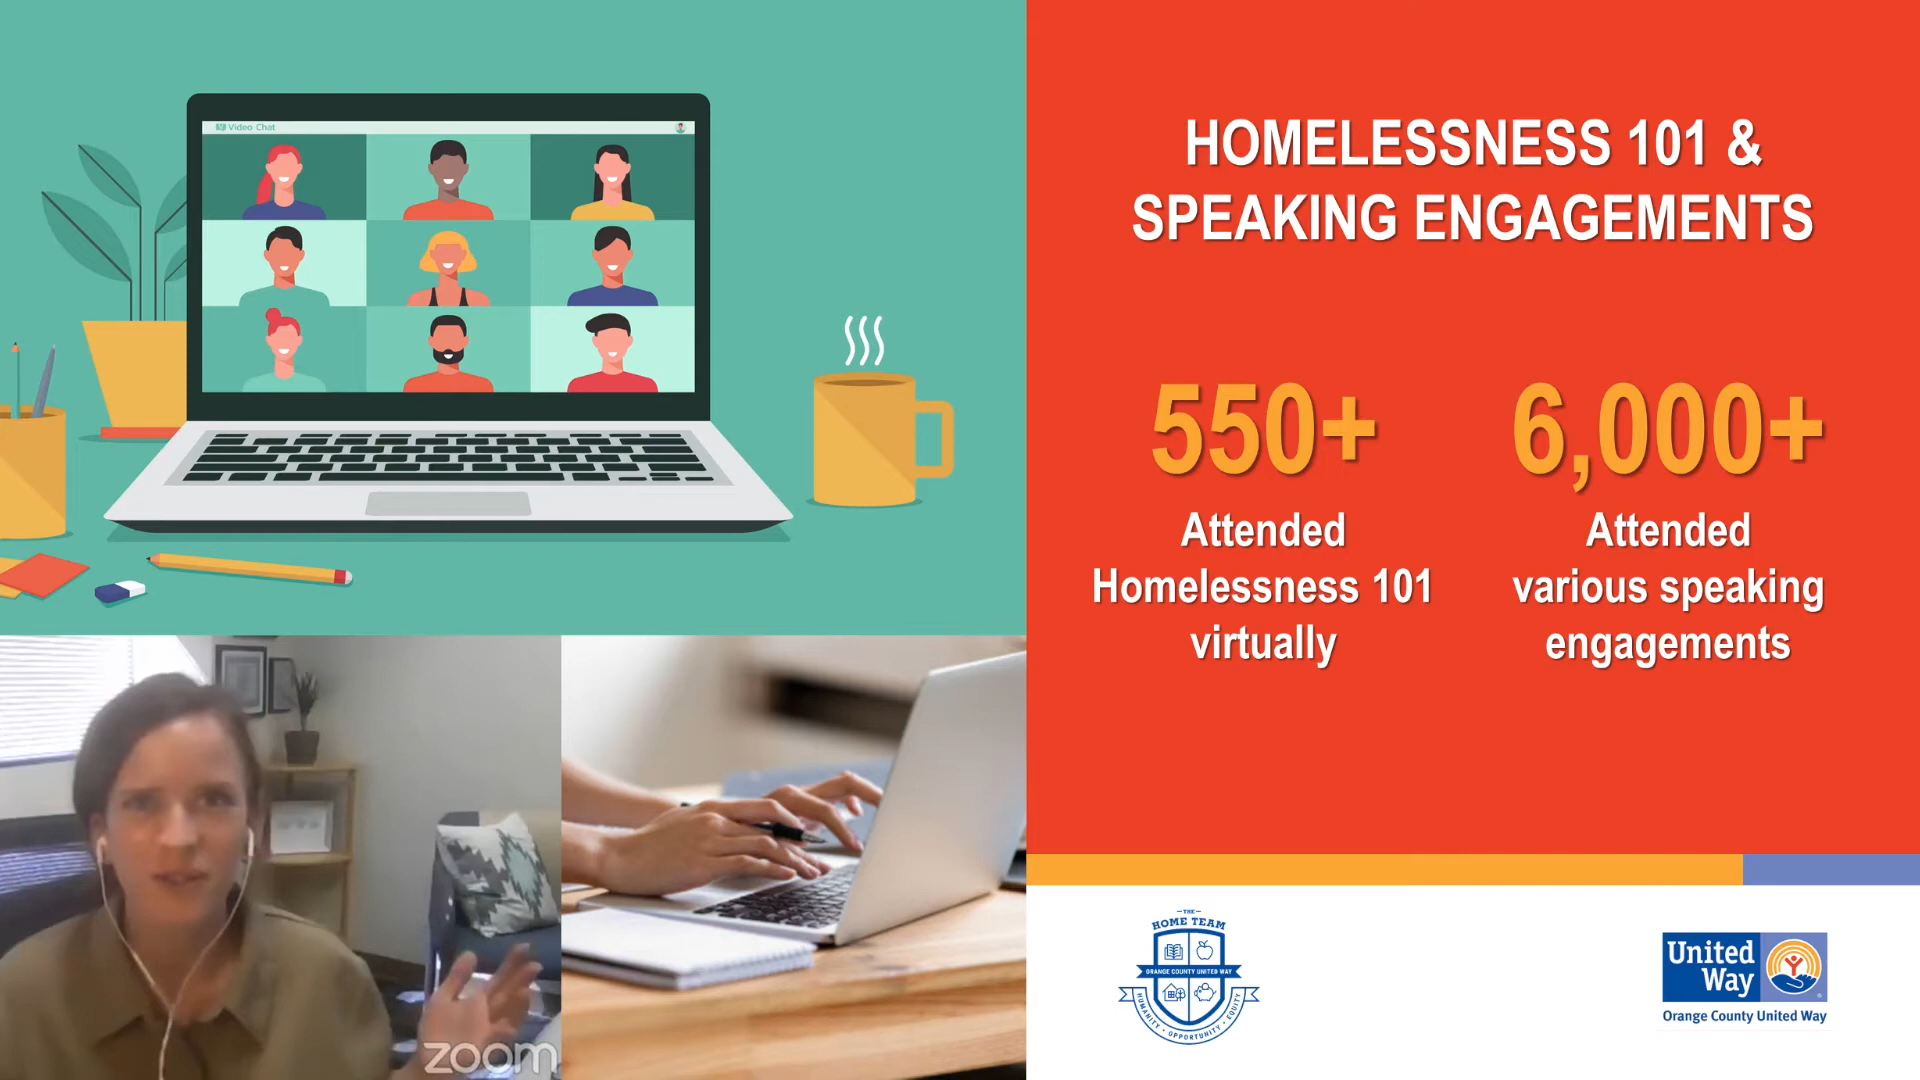 Video Chat
HOMELESSNESS 101 &
SPEAKING ENGAGEMENTS
550+
Attended
Homelessness 101
virtually
6,000+
Attended
various speaking
engagements
zoom
THE
HOME TEAM
ORANGE COUNTY UNITED WAY
HUMANITY • OPPORTUNITY • EQUITY
United
Way
Orange County United Way